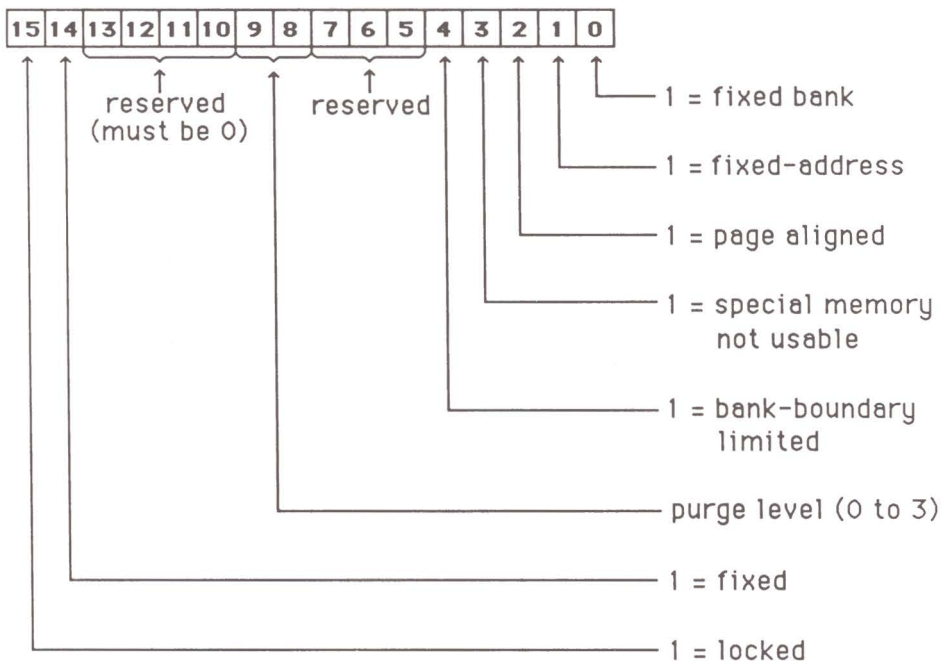 15 14 13 12 11 10 9 8 7 6 5 4 3 2 1 0
reserved
(must be 0)
reserved
1 = fixed bank
1 = fixed-address
1 = page aligned
1 = special memory
not usable
1 = bank-boundary
limited
purge level (0 to 3)
1 = fixed
1 = locked